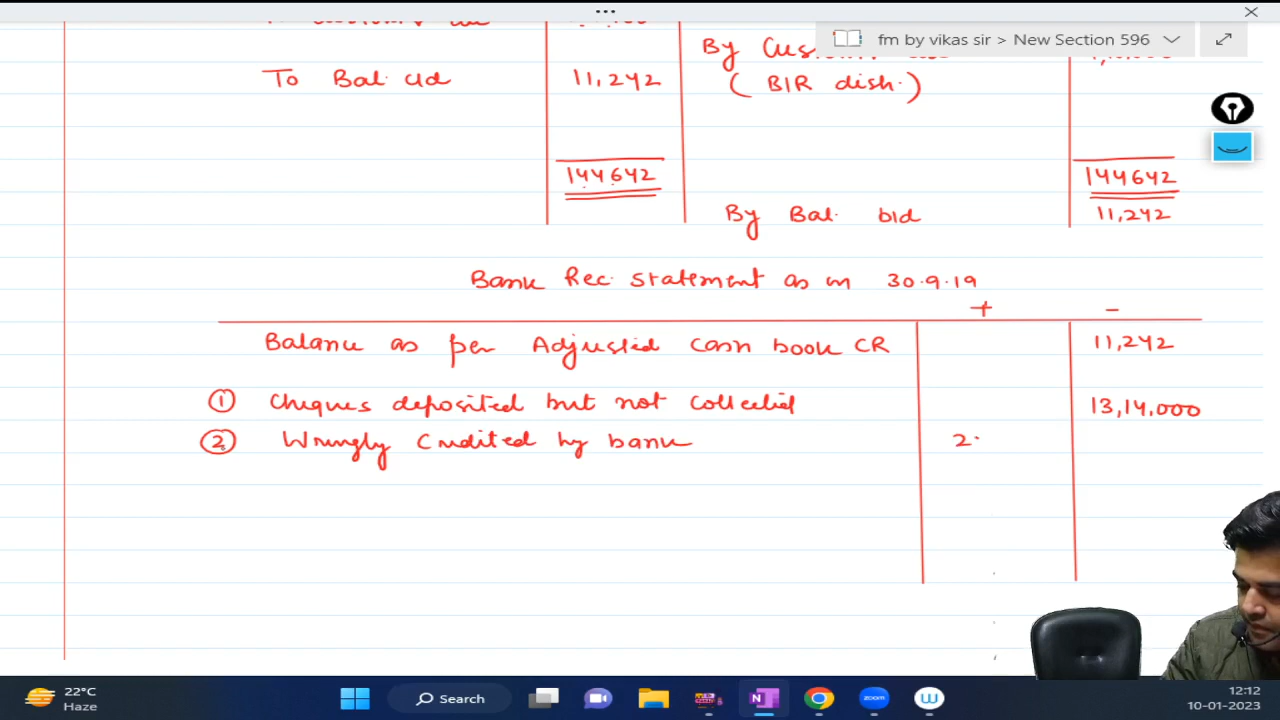 fm by vikas sir > New Section 596
By
To Bal c/d 11,242 ( BIR dish.)
144642 144642
By Bal. b/d 11,242
Bank Rec. statement as on 30.9.19
+ -
Balance as per Adjusted cash book CR 11,242
① Cheques deposited but not collected 13,14,000
② Wrongly credited by bank 2.
22°C
Haze
Search
zoom
W
12:12
10-01-2023